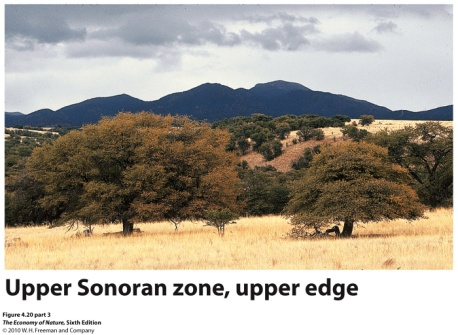 Upper Sonoran zone, upper edge
Figure 4.20 part 3
The Economy of Nature, Sixth Edition
© 2010 W. H. Freeman and Company